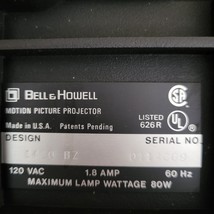 BELL & HOWELL
MOTION PICTURE PROJECTOR
Made in U.S.A. Patents Pending
LISTED
626R
UL
DESIGN
SERIAL NO.
120 VAC 1.8 AMP 60 Hz
MAXIMUM LAMP WATTAGE 80W